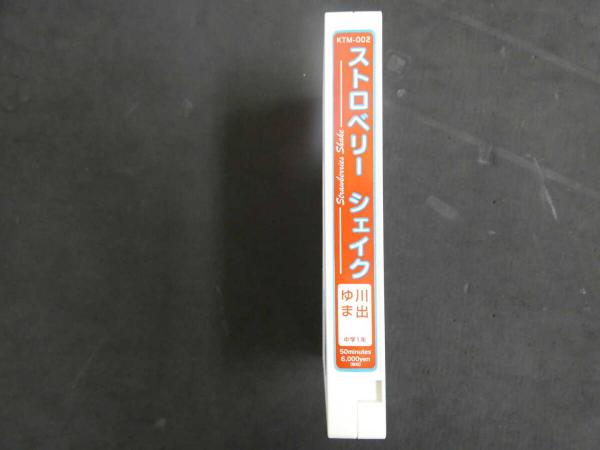 KTM-002
ストロベリー シェイク
Strawberries Shake
川出
ゆま
中学1年
50minutes
6,000yen